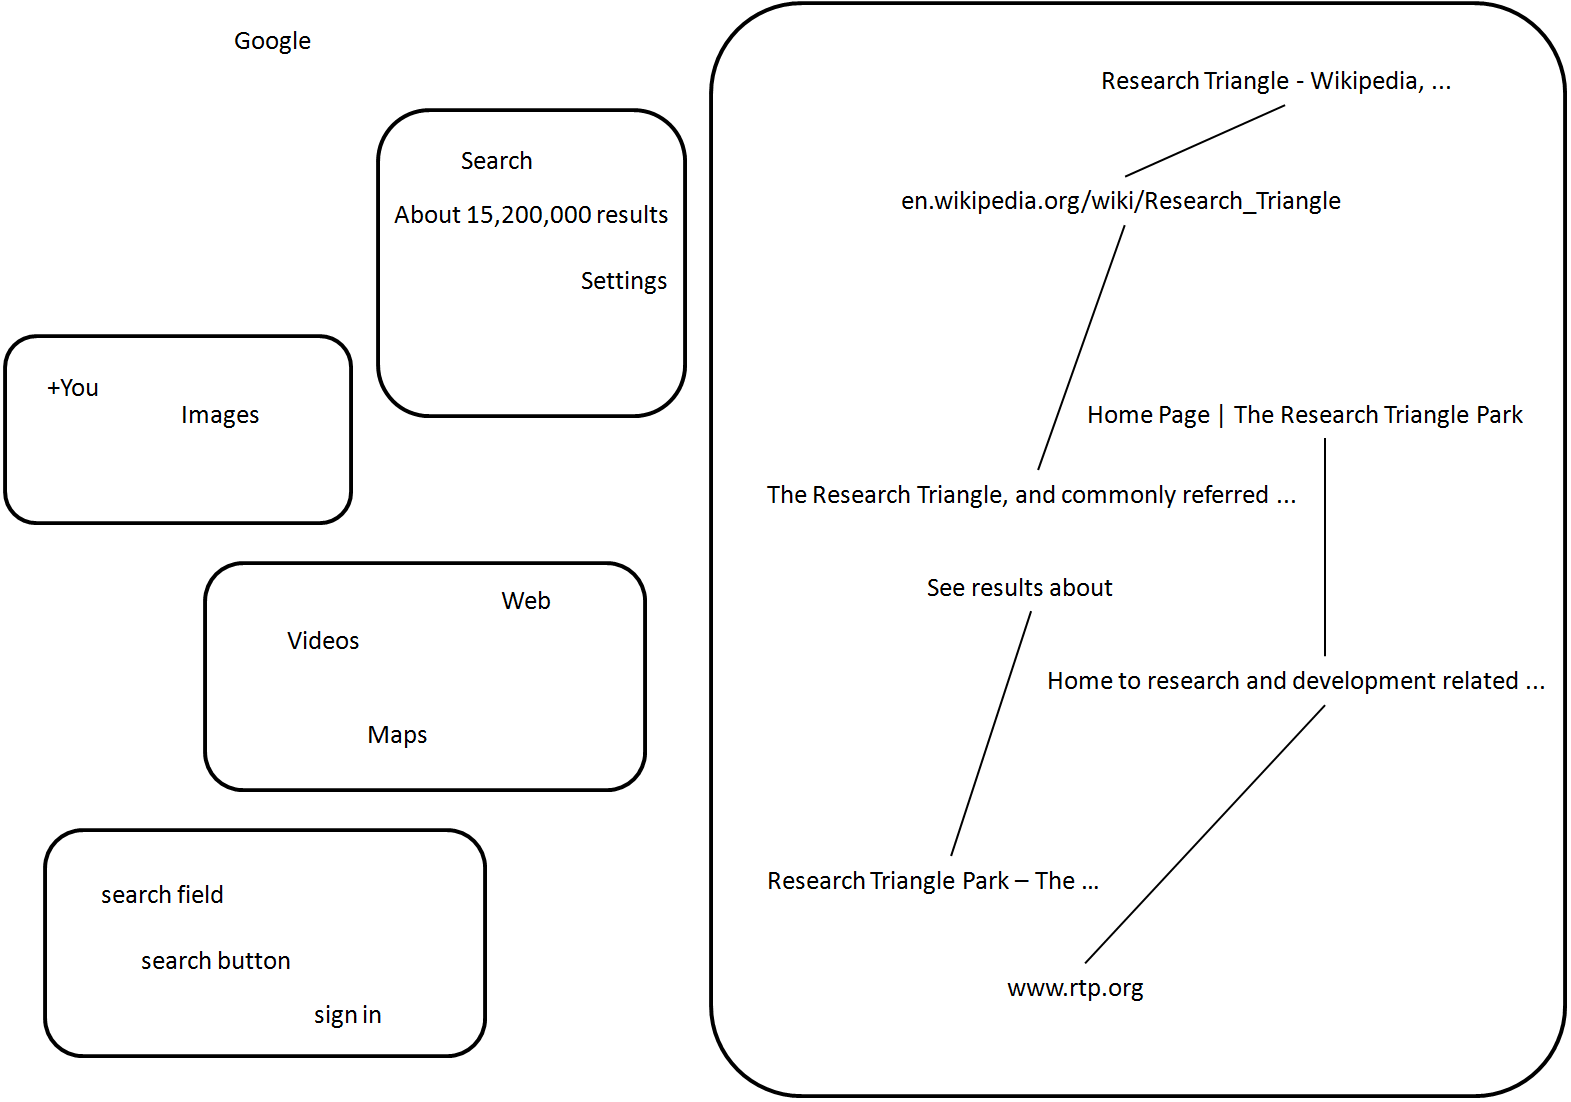 Google
Search
About 15,200,000 results
Settings
+You
Images
Web
Videos
Maps
search field
search button
sign in
Research Triangle - Wikipedia, ...
en.wikipedia.org/wiki/Research_Triangle
Home Page | The Research Triangle Park
The Research Triangle, and commonly referred ...
See results about
Home to research and development related ...
Research Triangle Park – The ...
www.rtp.org